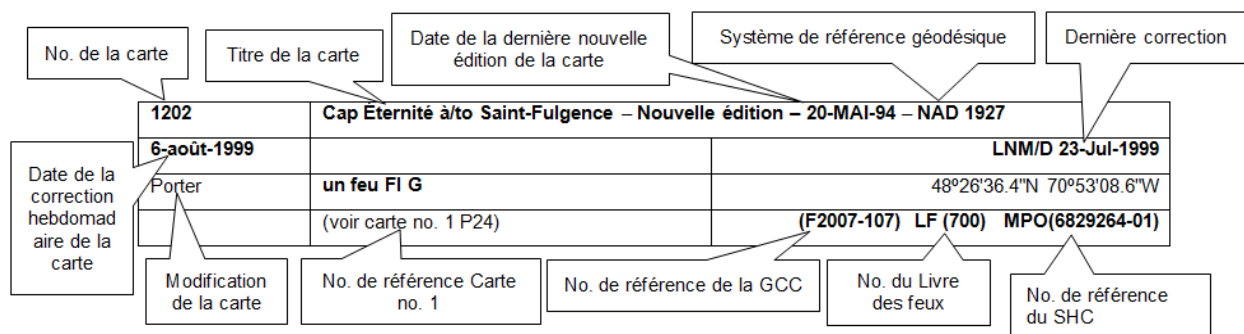 No. de la carte
Titre de la carte
Date de la dernière nouvelle
édition de la carte
Système de référence géodésique
Dernière correction
1202 Cap Eternité à/to Saint-Fulgence – Nouvelle édition – 20-MAI-94 – NAD 1927
6-août-1999 LNM/D 23-Jul-1999
Porter un feu Fl G 48º26'36.4"N 70º53'08.6"W
(voir carte no. 1 P24) (F2007-107) LF (700) MPO(6829264-01)
Date de la
correction
hebdomad
aire de la
carte
Modification
de la carte
No. de référence Carte
no. 1
No. de référence de la GCC
No. du Livre
des feux
No. de référence
du SHC